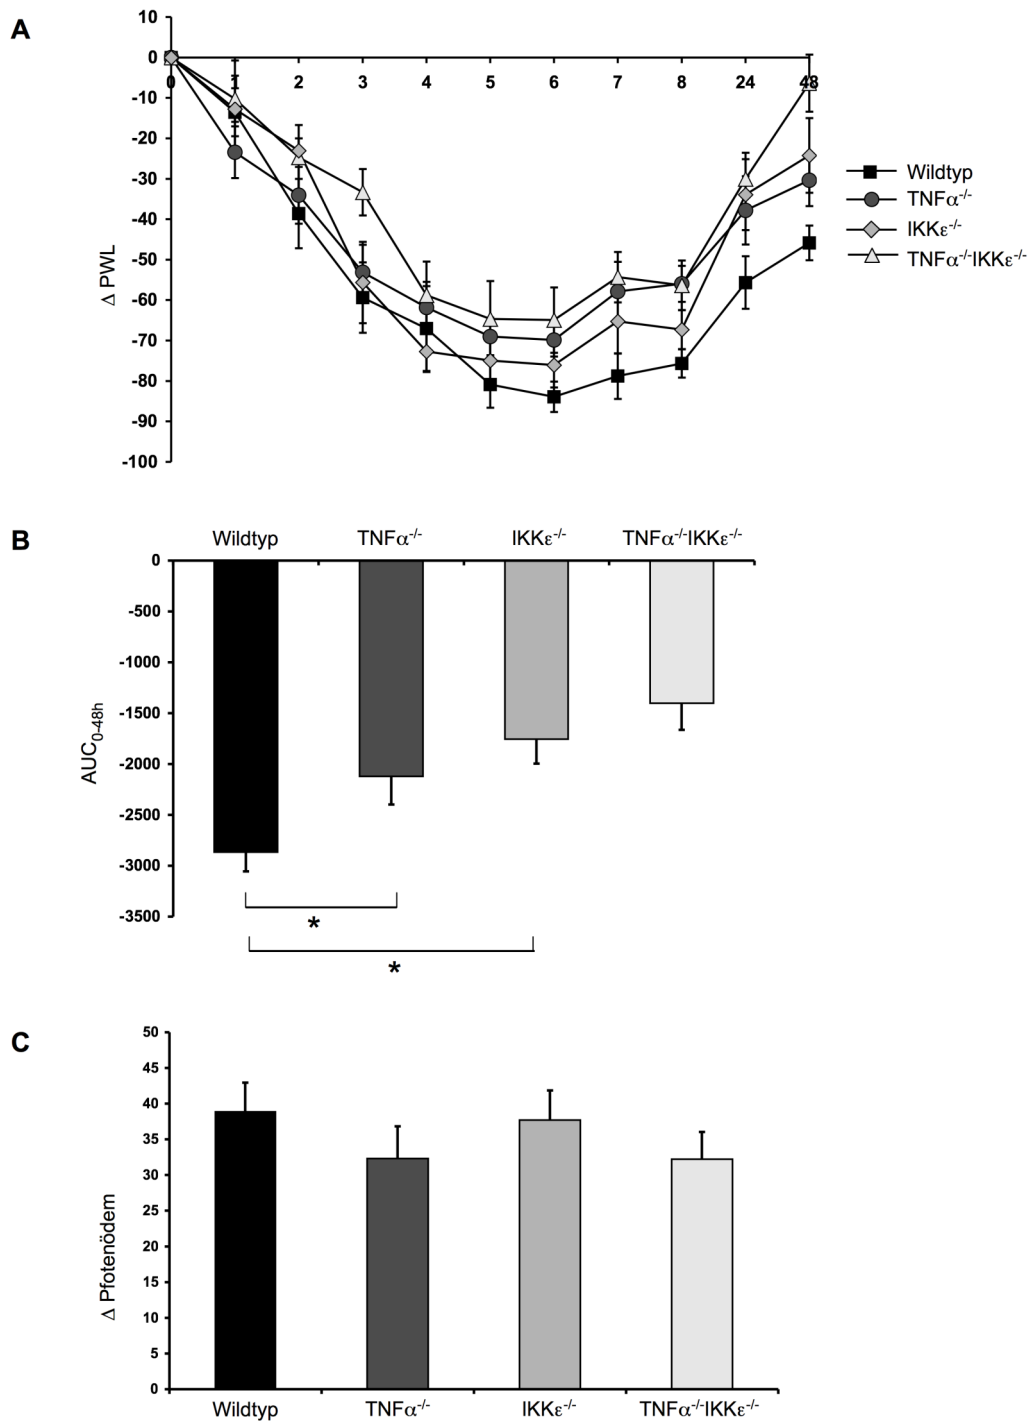 A
10
0
-10
-20
-30
-40
-50
-60
-70
-80
-90
-100
Δ PWL
0 2 3 4 5 6 7 8 24 48
Wildtyp
TNFα-/-
IKKε-/-
TNFα-/-IKKε-/-
B
Wildtyp TNFα-/- IKKε-/- TNFα-/-IKKε-/-
0
-500
-1000
-1500
-2000
-2500
-3000
-3500
AUC0-48h
*
*
C
50
45
40
35
30
25
20
15
10
5
0
Δ Pfotenödem
Wildtyp TNFα-/- IKKε-/- TNFα-/-IKKε-/-